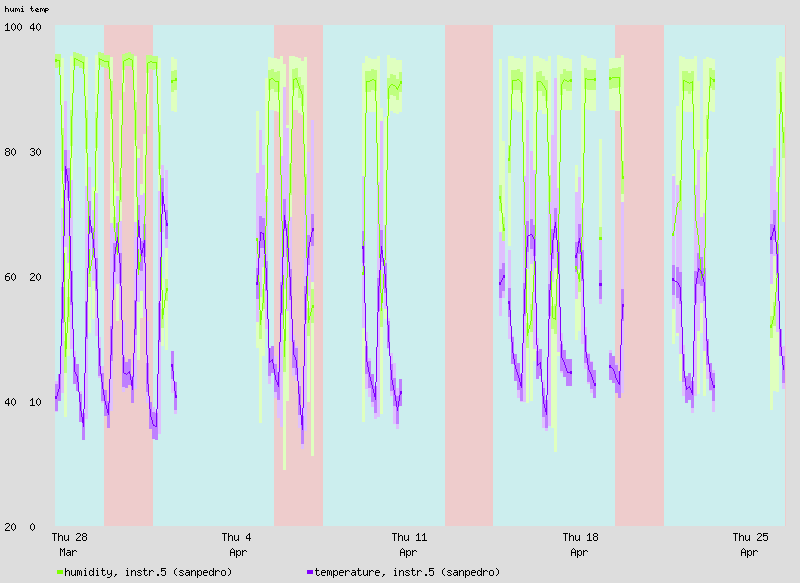 humi temp
100 40
80 30
60 20
40 10
20 0
Thu 28 Thu 4 Thu 11 Thu 18 Thu 25
Mar Apr Apr Apr Apr
humidity, instr.5 (sanpedro) temperature, instr.5 (sanpedro)